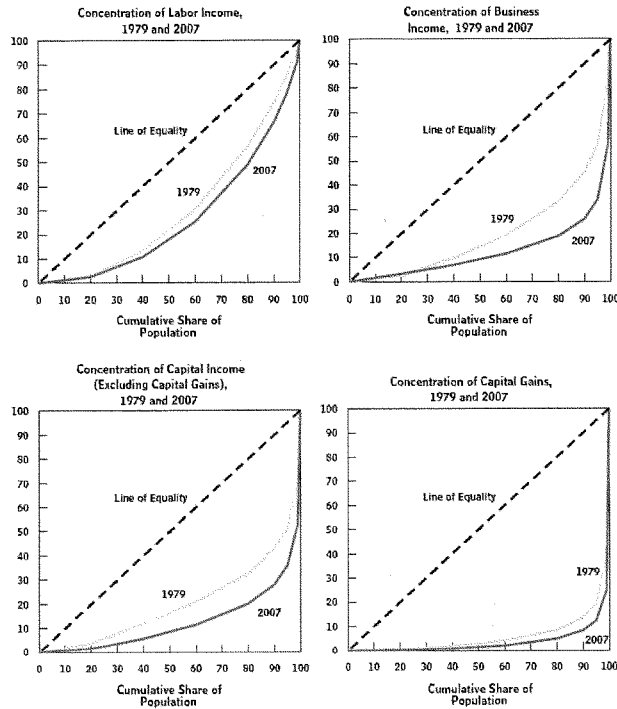 Concentration of Labor Income,
1979 and 2007
100
90
80
70
60
50
40
30
20
10
0
Line of Equality
1979
2007
0 10 20 30 40 50 60 70 80 90 100
Cumulative Share of
Population
Concentration of Business
Income, 1979 and 2007
100
90
80
70
60
50
40
30
20
10
0
Line of Equality
1979
2007
0 10 20 30 40 50 60 70 80 90 100
Cumulative Share of
Population
Concentration of Capital Income
(Excluding Capital Gains),
1979 and 2007
100
90
80
70
60
50
40
30
20
10
0
Line of Equality
1979
2007
0 10 20 30 40 50 60 70 80 90 100
Cumulative Share of
Population
Concentration of Capital Gains,
1979 and 2007
100
90
80
70
60
50
40
30
20
10
0
Line of Equality
1979
2007
0 10 20 30 40 50 60 70 80 90 100
Cumulative Share of
Population